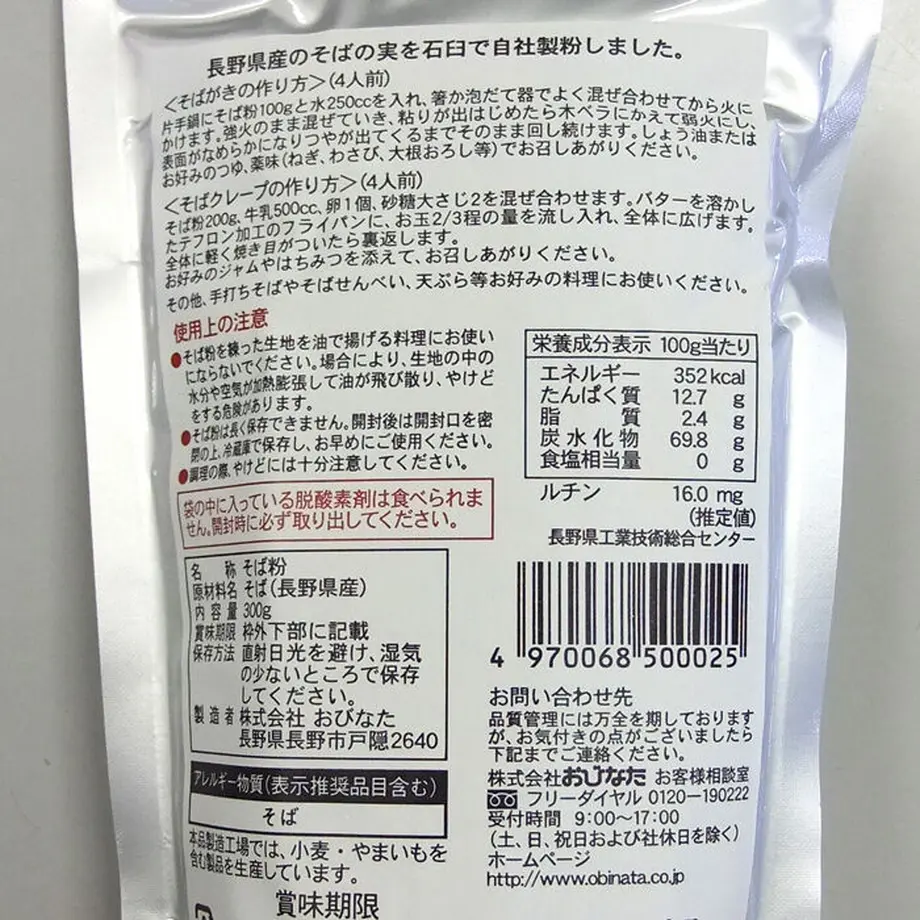 長野県産のそばの実を石臼で自社製粉しました。
<そばがきの作り方>(4人前)
片手鍋にそば粉100gと水250ccを入れ、箸か泡だて器でよく混ぜ合わせてから火に
かけます。強火のまま混ぜていき、粘りが出はじめたら木ベラにかえて弱火にし、
表面がなめらかになりつやが出てくるまでそのまま回し続けます。しょう油または
お好みのつゆ、薬味(ねぎ、わさび、大根おろし等)でお召しあがりください。
<そばクレープの作り方>(4人前)
そば粉200g、牛乳500cc、卵1個、砂糖大さじ2を混ぜ合わせます。バターを溶かし
たテフロン加工のフライパンに、お玉2/3程の量を流し入れ、全体に広げます。
全体に軽く焼き目がついたら裏返します。
お好みのジャムやはちみつを添えて、お召しあがりください。
その他、手打ちそばやそばせんべい、天ぷら等お好みの料理にお使いください。
使用上の注意
●そば粉を練った生地を油で揚げる料理にお使い
にならないでください。場合により、生地の中の
水分や空気が加熱膨張して油が飛び散り、やけど
をする危険があります。
●そば粉は長く保存できません。開封後は開封口を密
閉の上、冷蔵庫で保存し、お早めにご使用ください。
●調理の際、やけどには十分注意してください。
袋の中に入っている脱酸素剤は食べられま
せん。開封時に必ず取り出してください。
栄養成分表示 100g当たり
エネルギー 352kcal
たんぱく質 12.7 g
脂質 2.4 g
炭水化物 69.8 g
食塩相当量 0 g
ルチン 16.0 mg
(推定値)
長野県工業技術総合センター
名称 そば粉
原材料名 そば(長野県産)
内容量 300g
賞味期限 枠外下部に記載
保存方法 直射日光を避け、湿気
の少ないところで保存
してください。
製造者 株式会社 おびなた
長野県長野市戸隠2640
アレルギー物質(表示推奨品目含む)
そば
本品製造工場では、小麦・やまいもを
含む製品を生産しています。
賞味期限
4 970068 500025
お問い合わせ先
品質管理には万全を期しておりますが
が、お気付きの点がございましたら
下記までご連絡ください。
株式会社おびなた お客様相談室
フリーダイヤル 0120-190222
受付時間 9:00〜17:00
(土、日、祝日および社休日を除く)
ホームページ
http://www.obinata.co.jp